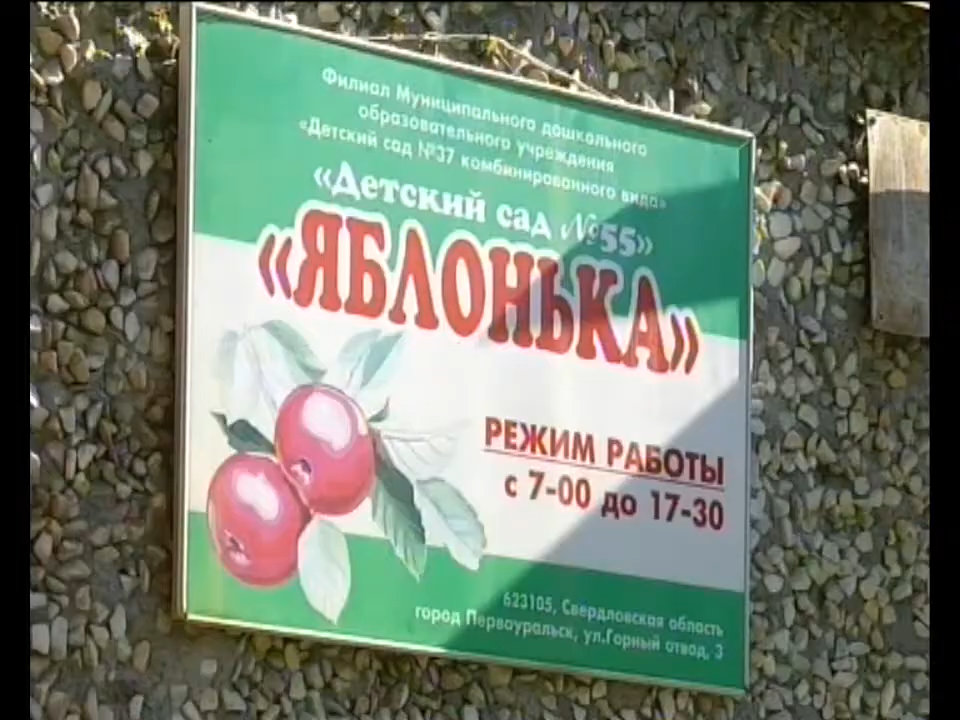 Филиал Муниципального дошкольного
образовательного учреждения
«Детский сад №37 комбинированного вида»
«Детский сад №55»
«ЯБЛОНЬКА»
РЕЖИМ РАБОТЫ
с 7-00 до 17-30
623105, Свердловская область
город Первоуральск, ул.Горный отвод, 3